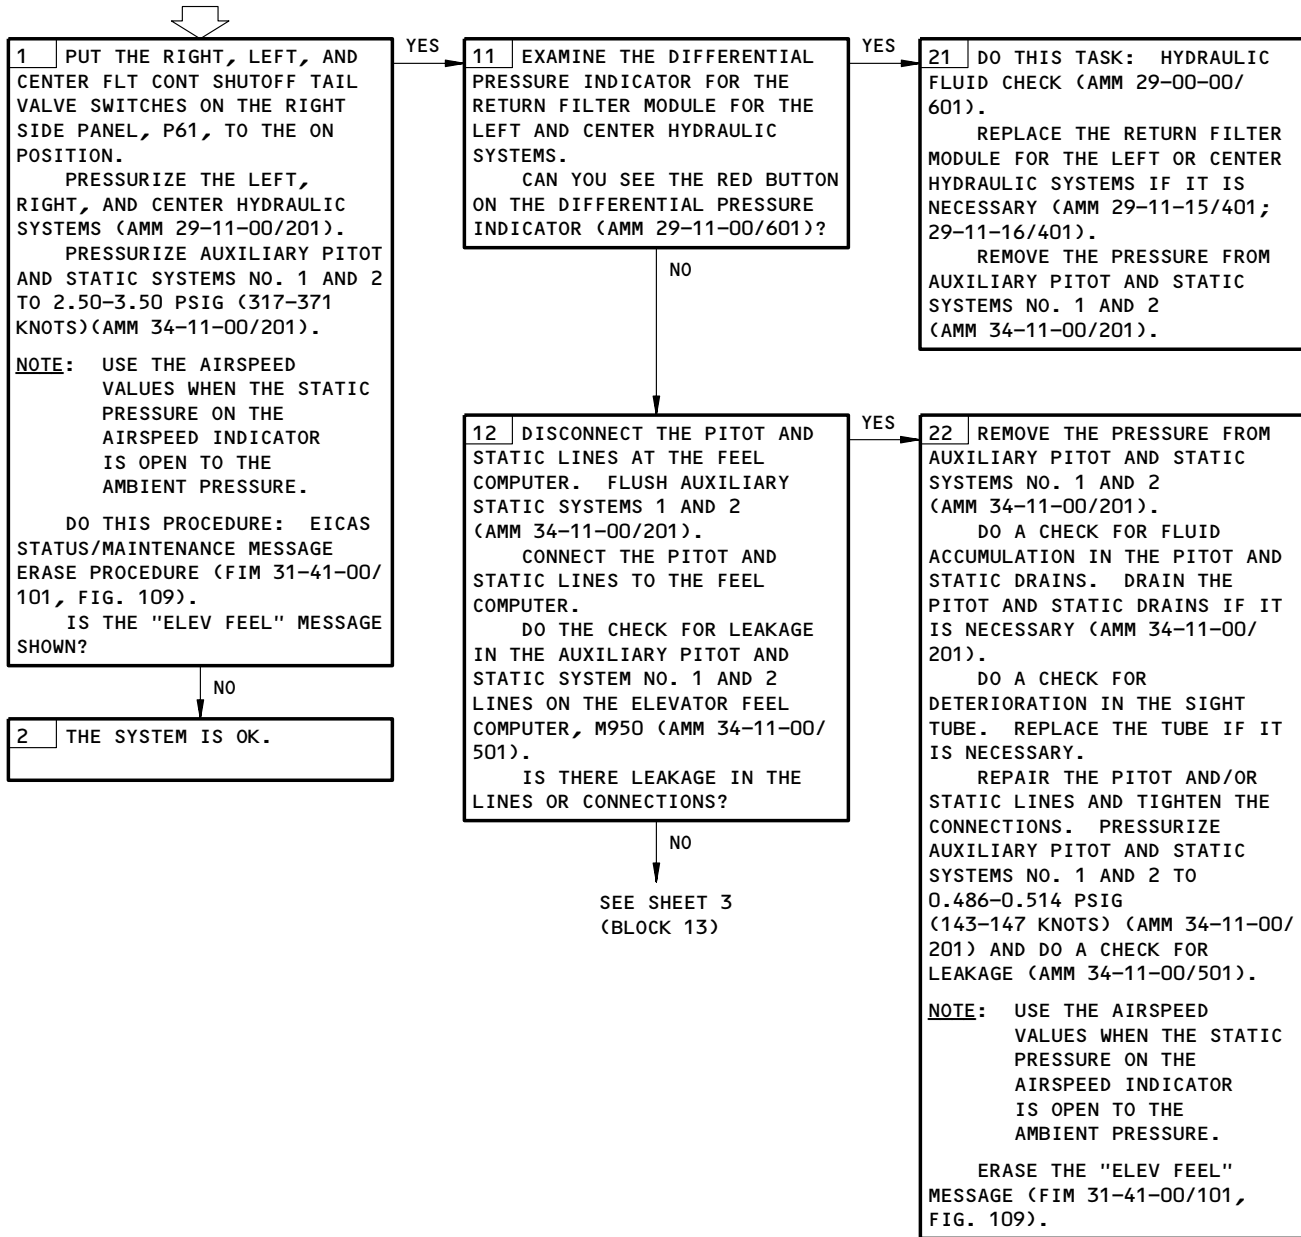 1 PUT THE RIGHT, LEFT, AND
CENTER FLT CONT SHUTOFF TAIL
VALVE SWITCHES ON THE RIGHT
SIDE PANEL, P61, TO THE ON
POSITION.
PRESSURIZE THE LEFT,
RIGHT, AND CENTER HYDRAULIC
SYSTEMS (AMM 29-11-00/201).
PRESSURIZE AUXILIARY PITOT
AND STATIC SYSTEMS NO. 1 AND 2
TO 2.50-3.50 PSIG (317-371
KNOTS)(AMM 34-11-00/201).
NOTE: USE THE AIRSPEED
VALUES WHEN THE STATIC
PRESSURE ON THE
AIRSPEED INDICATOR
IS OPEN TO THE
AMBIENT PRESSURE.
DO THIS PROCEDURE: EICAS
STATUS/MAINTENANCE MESSAGE
ERASE PROCEDURE (FIM 31-41-00/
101, FIG. 109).
IS THE "ELEV FEEL" MESSAGE
SHOWN?
NO
2 THE SYSTEM IS OK.
YES
11 EXAMINE THE DIFFERENTIAL
PRESSURE INDICATOR FOR THE
RETURN FILTER MODULE FOR THE
LEFT AND CENTER HYDRAULIC
SYSTEMS.
CAN YOU SEE THE RED BUTTON
ON THE DIFFERENTIAL PRESSURE
INDICATOR (AMM 29-11-00/601)?
NO
12 DISCONNECT THE PITOT AND
STATIC LINES AT THE FEEL
COMPUTER. FLUSH AUXILIARY
STATIC SYSTEMS 1 AND 2
(AMM 34-11-00/201).
CONNECT THE PITOT AND
STATIC LINES TO THE FEEL
COMPUTER.
DO THE CHECK FOR LEAKAGE
IN THE AUXILIARY PITOT AND
STATIC SYSTEM NO. 1 AND 2
LINES ON THE ELEVATOR FEEL
COMPUTER, M950 (AMM 34-11-00/
501).
IS THERE LEAKAGE IN THE
LINES OR CONNECTIONS?
NO
SEE SHEET 3
(BLOCK 13)
YES
21 DO THIS TASK: HYDRAULIC
FLUID CHECK (AMM 29-00-00/
601).
REPLACE THE RETURN FILTER
MODULE FOR THE LEFT OR CENTER
HYDRAULIC SYSTEMS IF IT IS
NECESSARY (AMM 29-11-15/401;
29-11-16/401).
REMOVE THE PRESSURE FROM
AUXILIARY PITOT AND STATIC
SYSTEMS NO. 1 AND 2
(AMM 34-11-00/201).
YES
22 REMOVE THE PRESSURE FROM
AUXILIARY PITOT AND STATIC
SYSTEMS NO. 1 AND 2
(AMM 34-11-00/201).
DO A CHECK FOR FLUID
ACCUMULATION IN THE PITOT AND
STATIC DRAINS. DRAIN THE
PITOT AND STATIC DRAINS IF IT
IS NECESSARY (AMM 34-11-00/
201).
DO A CHECK FOR
DETERIORATION IN THE SIGHT
TUBE. REPLACE THE TUBE IF IT
IS NECESSARY.
REPAIR THE PITOT AND/OR
STATIC LINES AND TIGHTEN THE
CONNECTIONS. PRESSURIZE
AUXILIARY PITOT AND STATIC
SYSTEMS NO. 1 AND 2 TO
0.486-0.514 PSIG
(143-147 KNOTS) (AMM 34-11-00/
201) AND DO A CHECK FOR
LEAKAGE (AMM 34-11-00/501).
NOTE: USE THE AIRSPEED
VALUES WHEN THE STATIC
PRESSURE ON THE
AIRSPEED INDICATOR
IS OPEN TO THE
AMBIENT PRESSURE.
ERASE THE "ELEV FEEL"
MESSAGE (FIM 31-41-00/101,
FIG. 109).